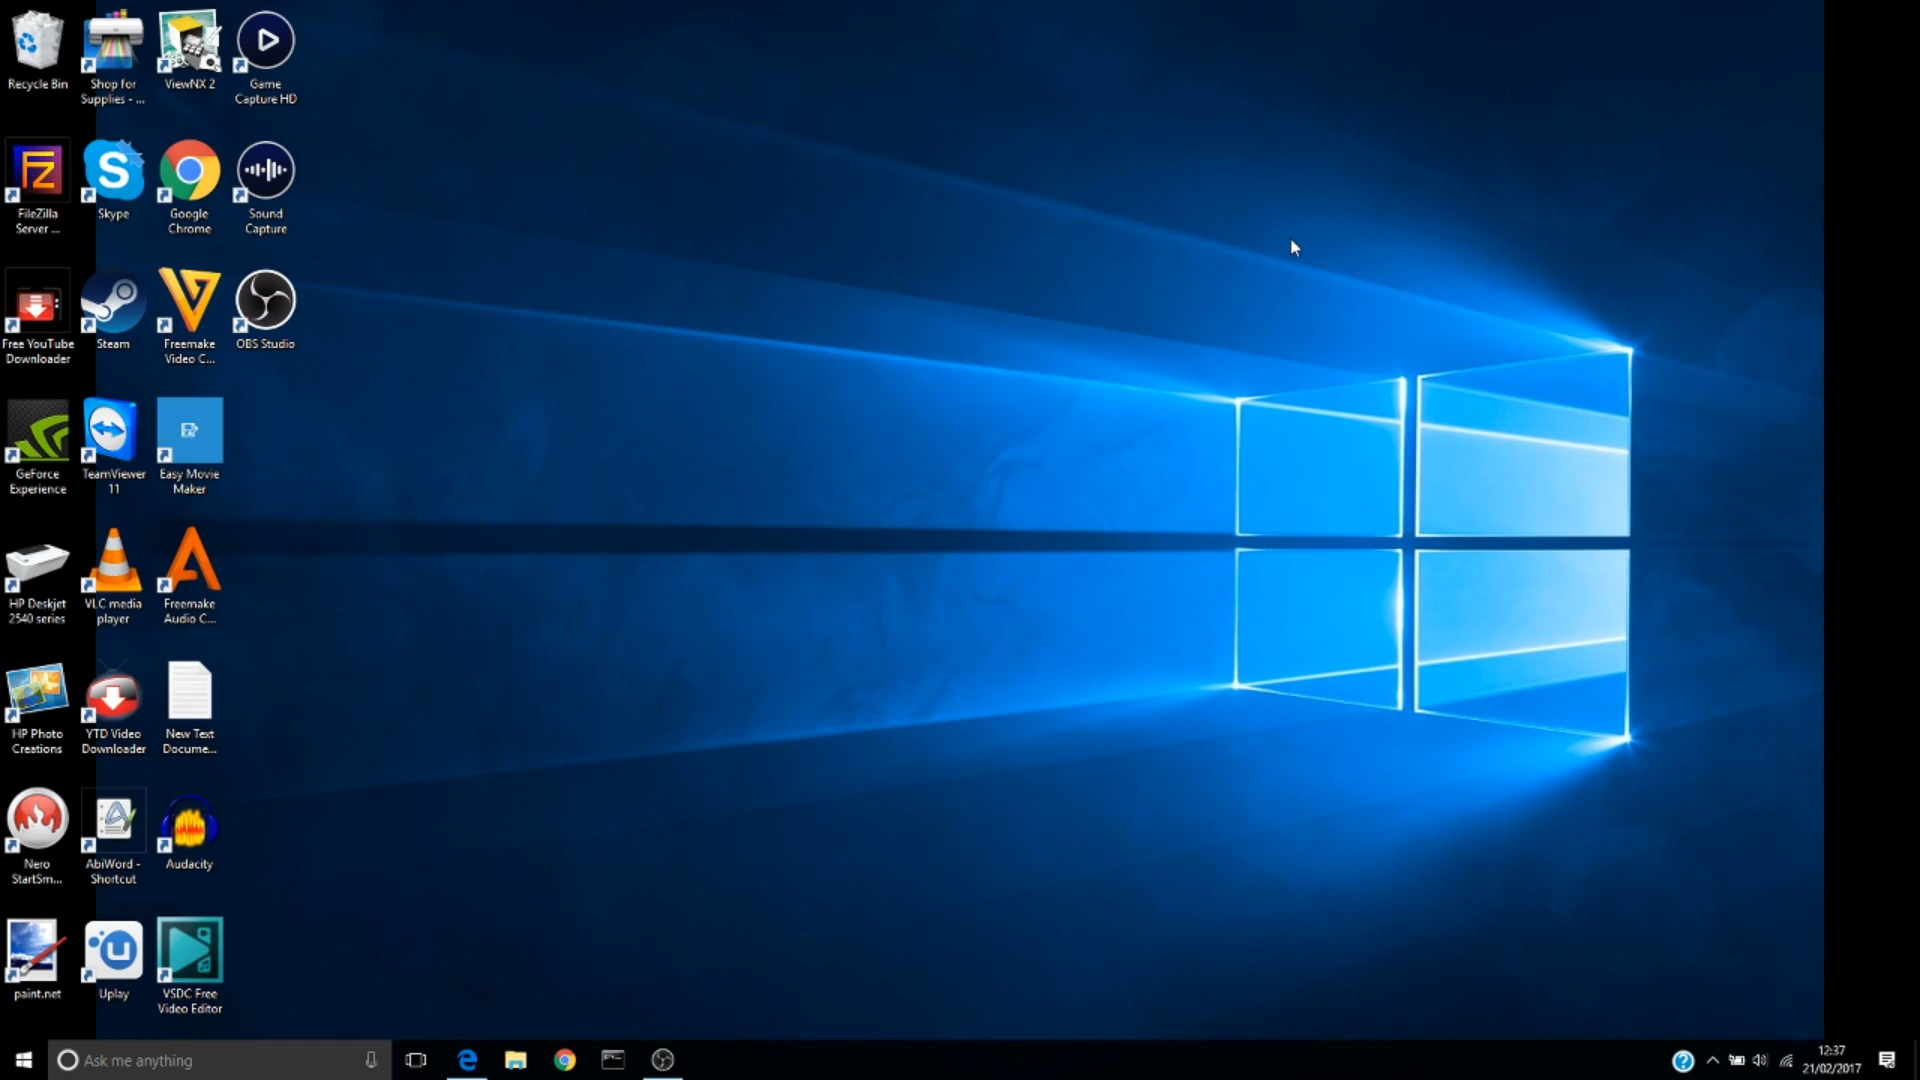 Recycle Bin
Shop for
Supplies - ...
ViewNX 2
Game
Capture HD
FileZilla
Server ...
Skype
Google
Chrome
Sound
Capture
Free YouTube
Downloader
Steam
Freemake
Video C...
OBS Studio
GeForce
Experience
TeamViewer
11
Easy Movie
Maker
HP Deskjet
2540 series
VLC media
player
Freemake
Audio C...
HP Photo
Creations
YTD Video
Downloader
New Text
Docume...
Nero
StartSm...
AbiWord -
Shortcut
Audacity
paint.net
Uplay
VSDC Free
Video Editor
Ask me anything
12:37
21/02/2017